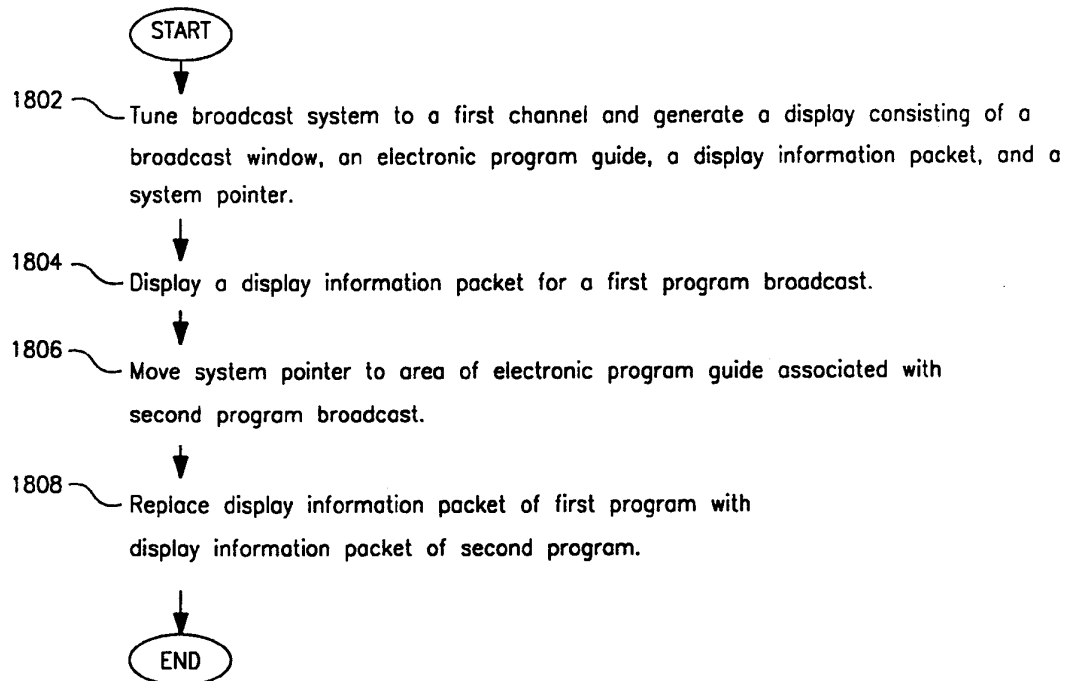 START
1802
Tune broadcast system to a first channel and generate a display consisting of a
broadcast window, an electronic program guide, a display information packet, and a
system pointer.
1804
Display a display information packet for a first program broadcast.
1806
Move system pointer to area of electronic program guide associated with
second program broadcast.
1808
Replace display information packet of first program with
display information packet of second program.
END